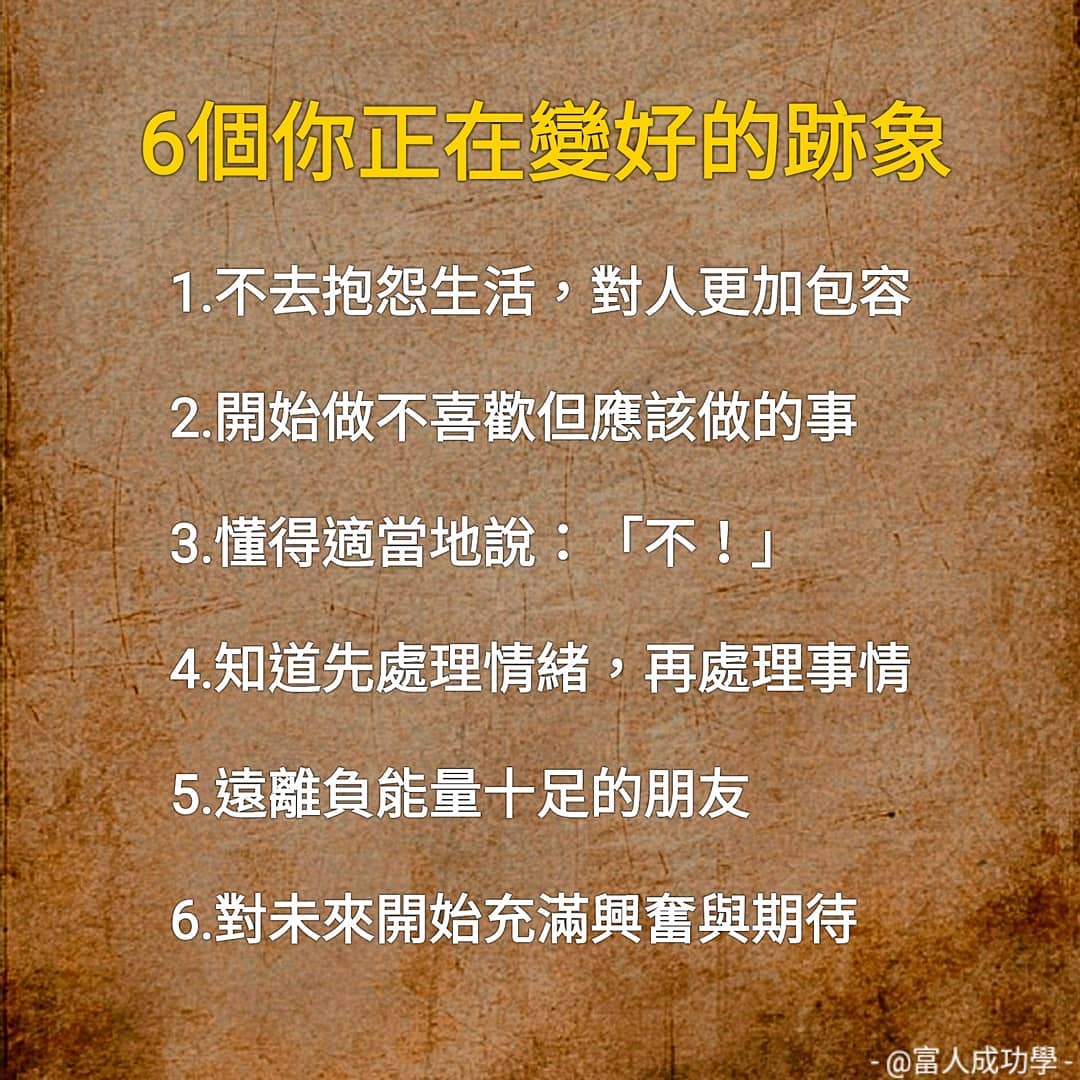 6個你正在變好的跡象
1.不去抱怨生活，對人更加包容
2.開始做不喜歡但應該做的事
3.懂得適當地說：「不！」
4.知道先處理情緒，再處理事情
5.遠離負能量十足的朋友
6.對未來開始充滿興奮與期待
- @富人成功學 -